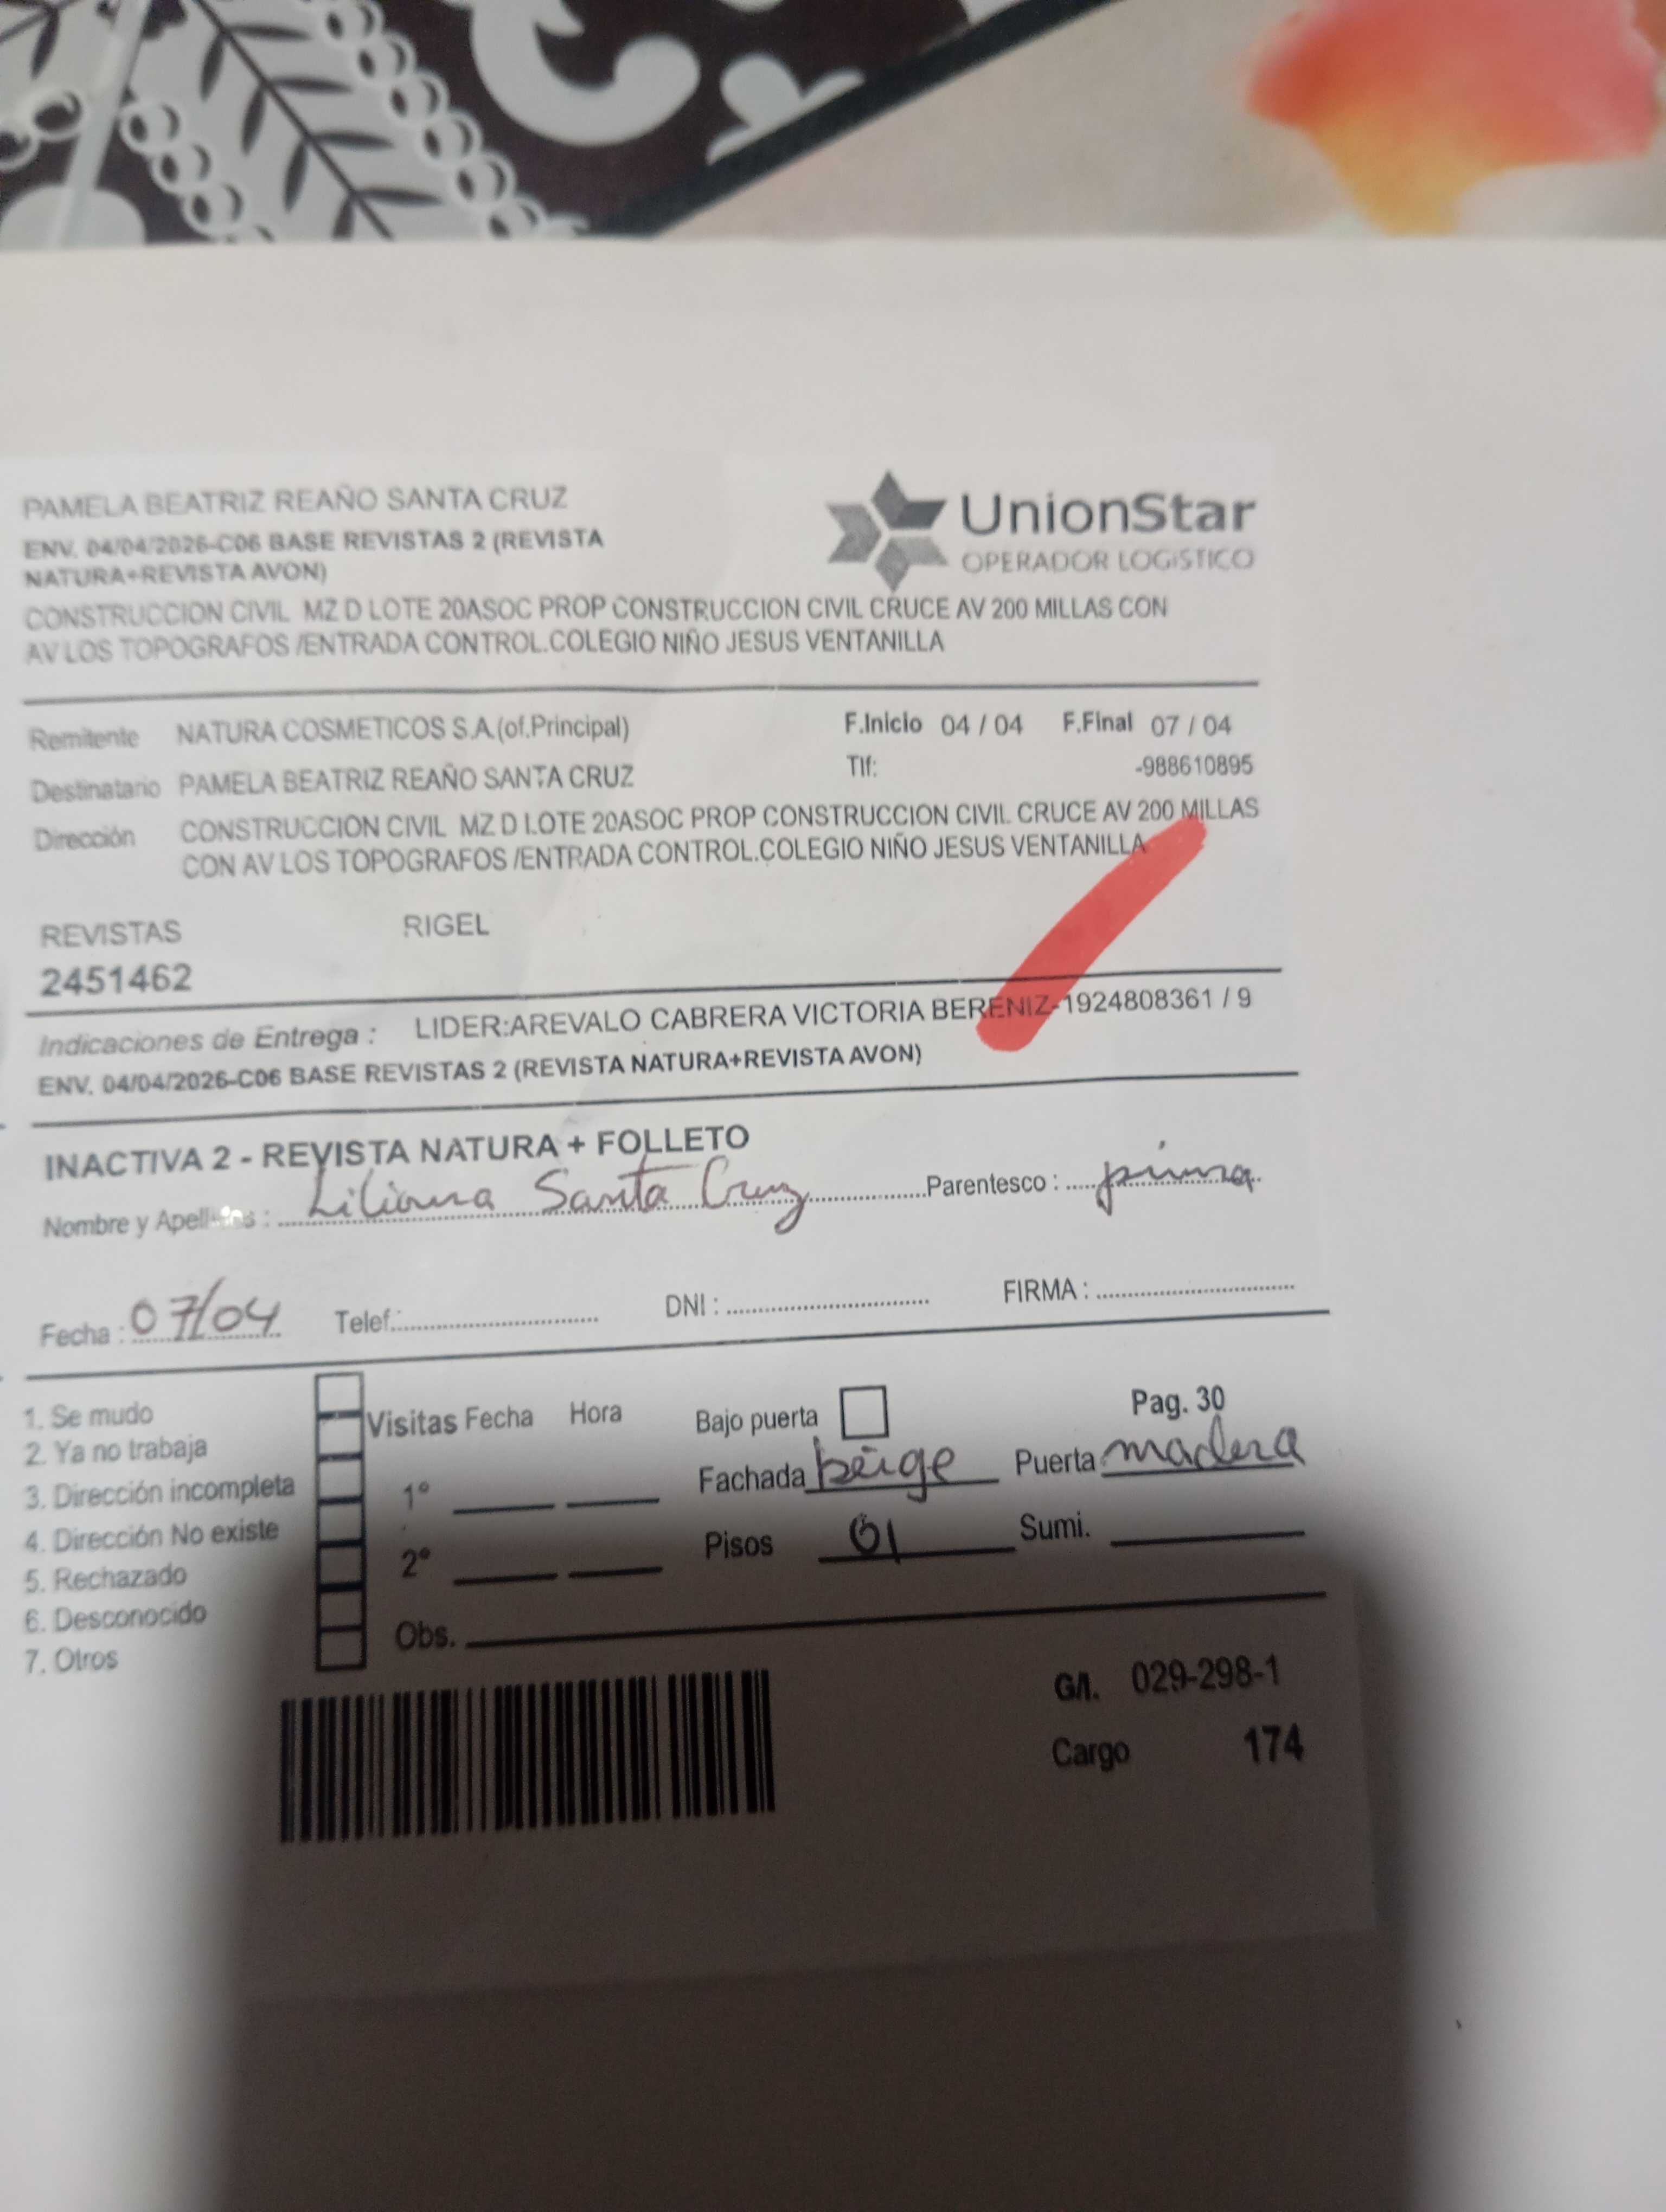 PAMELA BEATRIZ REAÑO SANTA CRUZ
UnionStar
OPERADOR LOGíSTICO
ENV. 04/04/2026-C06 BASE REVISTAS 2 (REVISTA
NATURA+REVISTA AVON)
CONSTRUCCION CIVIL MZ D LOTE 20ASOC PROP CONSTRUCCION CIVIL CRUCE AV 200 MILLAS CON
AV LOS TOPOGRAFOS /ENTRADA CONTROL.COLEGIO NIÑO JESUS VENTANILLA
Remitente NATURA COSMETICOS S.A.(of.Principal) F.Inicio 04 / 04 F.Final 07 / 04
Destinatario PAMELA BEATRIZ REAÑO SANTA CRUZ Tlf: -988610895
Dirección CONSTRUCCION CIVIL MZ D LOTE 20ASOC PROP CONSTRUCCION CIVIL CRUCE AV 200 MILLAS
CON AV LOS TOPOGRAFOS /ENTRADA CONTROL.COLEGIO NIÑO JESUS VENTANILLA
REVISTAS RIGEL
2451462
Indicaciones de Entrega : LIDER:AREVALO CABRERA VICTORIA BERENIZ-1924808361 / 9
ENV. 04/04/2026-C06 BASE REVISTAS 2 (REVISTA NATURA+REVISTA AVON)
INACTIVA 2 - REVISTA NATURA + FOLLETO
Nombre y Apellidos : Liliana Santa Cruz Parentesco : prima
Fecha : 07/04 Telef.: DNI : FIRMA :
1. Se mudo
2. Ya no trabaja
3. Dirección incompleta
4. Dirección No existe
5. Rechazado
6. Desconocido
7. Otros
Visitas Fecha Hora
1°
2°
Obs.
Bajo puerta Pag. 30
Fachada beige Puerta madera
Pisos 01 Sumi.
G/I. 029-298-1
Cargo 174